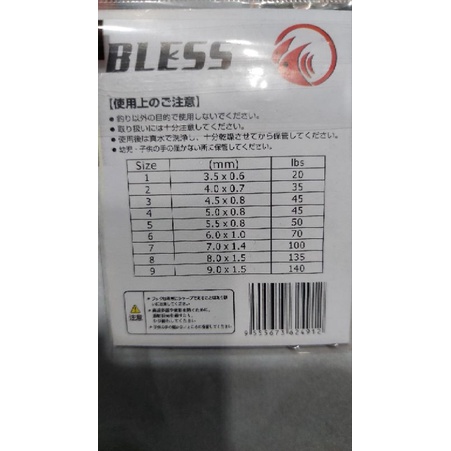 BLESS
【使用上のご注意】
●釣り以外の目的で使用しないでください。
●取り扱いには十分注意してください。
●使用後は真水で洗浄し、十分乾燥させてから保管してください。
●幼児・子供の手の届かない所に保管してください。
Size (mm) lbs
1 3.5 x 0.6 20
2 4.0 x 0.7 35
3 4.5 x 0.8 45
4 5.0 x 0.8 45
5 5.5 x 0.8 50
6 6.0 x 1.0 70
7 7.0 x 1.4 100
8 8.0 x 1.5 135
9 9.0 x 1.5 140
注意
9 555673 624912